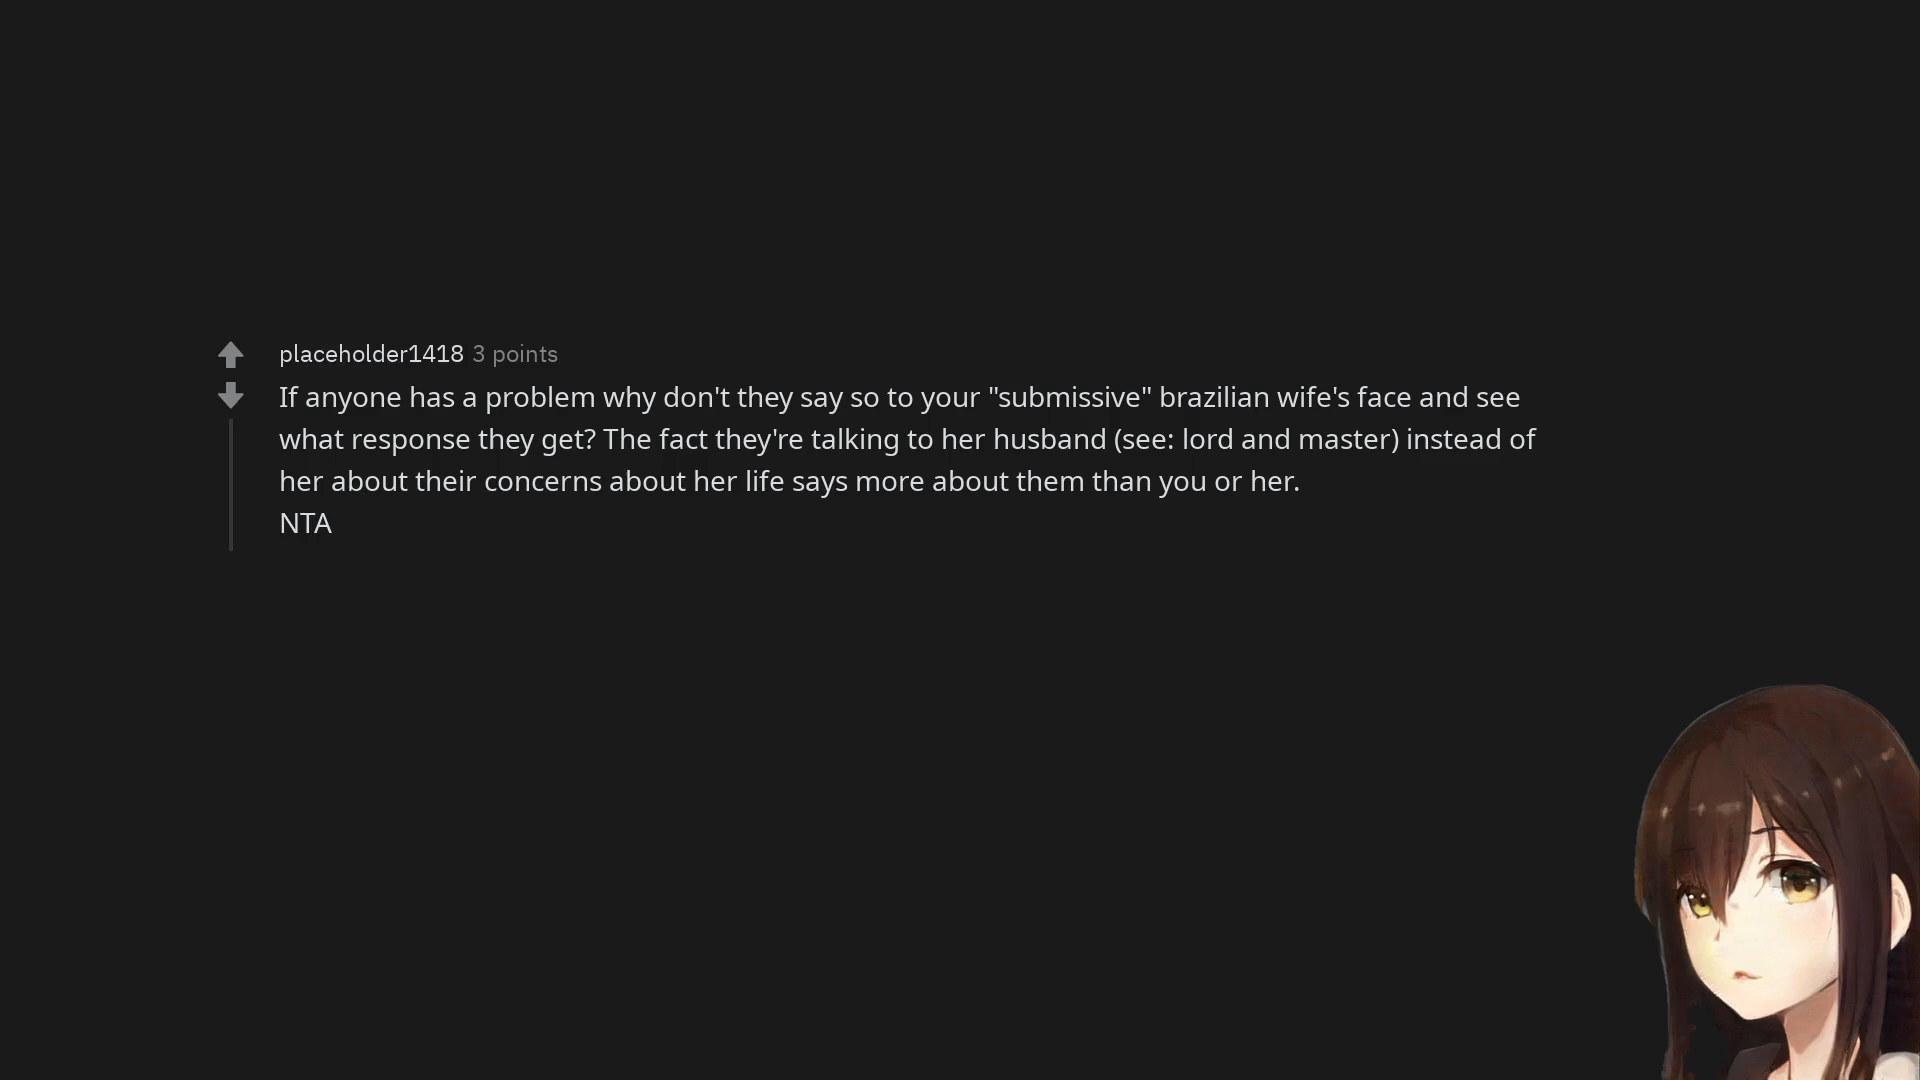 placeholder1418 3 points
If anyone has a problem why don't they say so to your "submissive" brazilian wife's face and see
what response they get? The fact they're talking to her husband (see: lord and master) instead of
her about their concerns about her life says more about them than you or her.
NTA